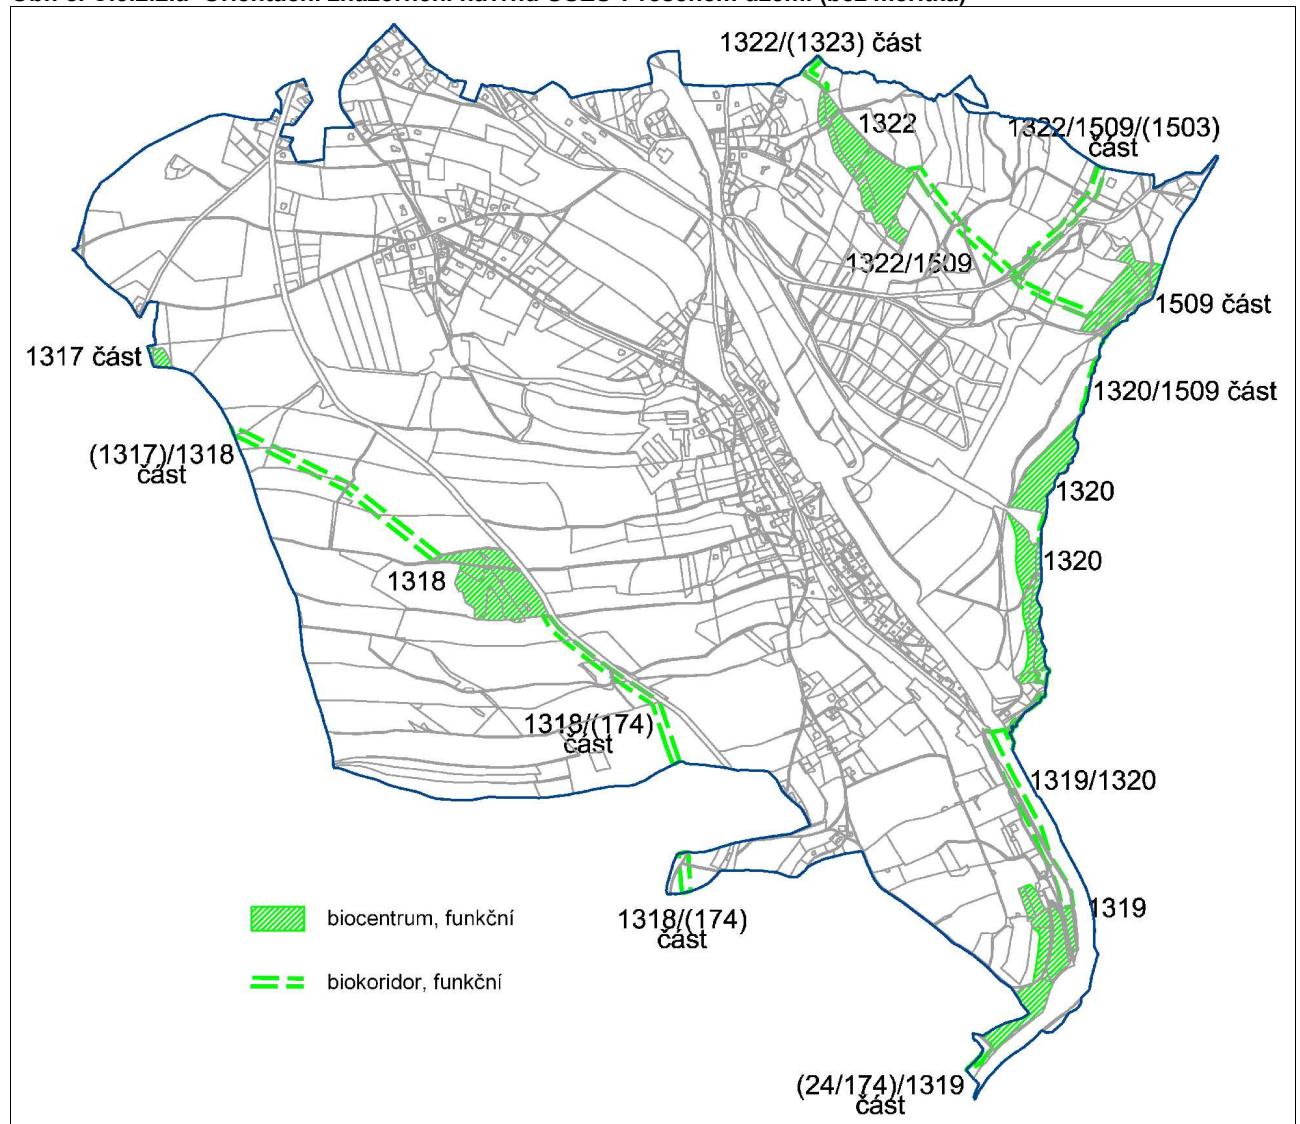 1322/(1323) část
1322
1322/1509/(1503)
část
1322/1509
1509 část
1317 část
1320/1509 část
(1317)/1318
část
1320
1320
1318
1318/(174)
část
1319/1320
1319
1318/(174)
část
biocentrum, funkční
biokoridor, funkční
(24/174)/1319
část